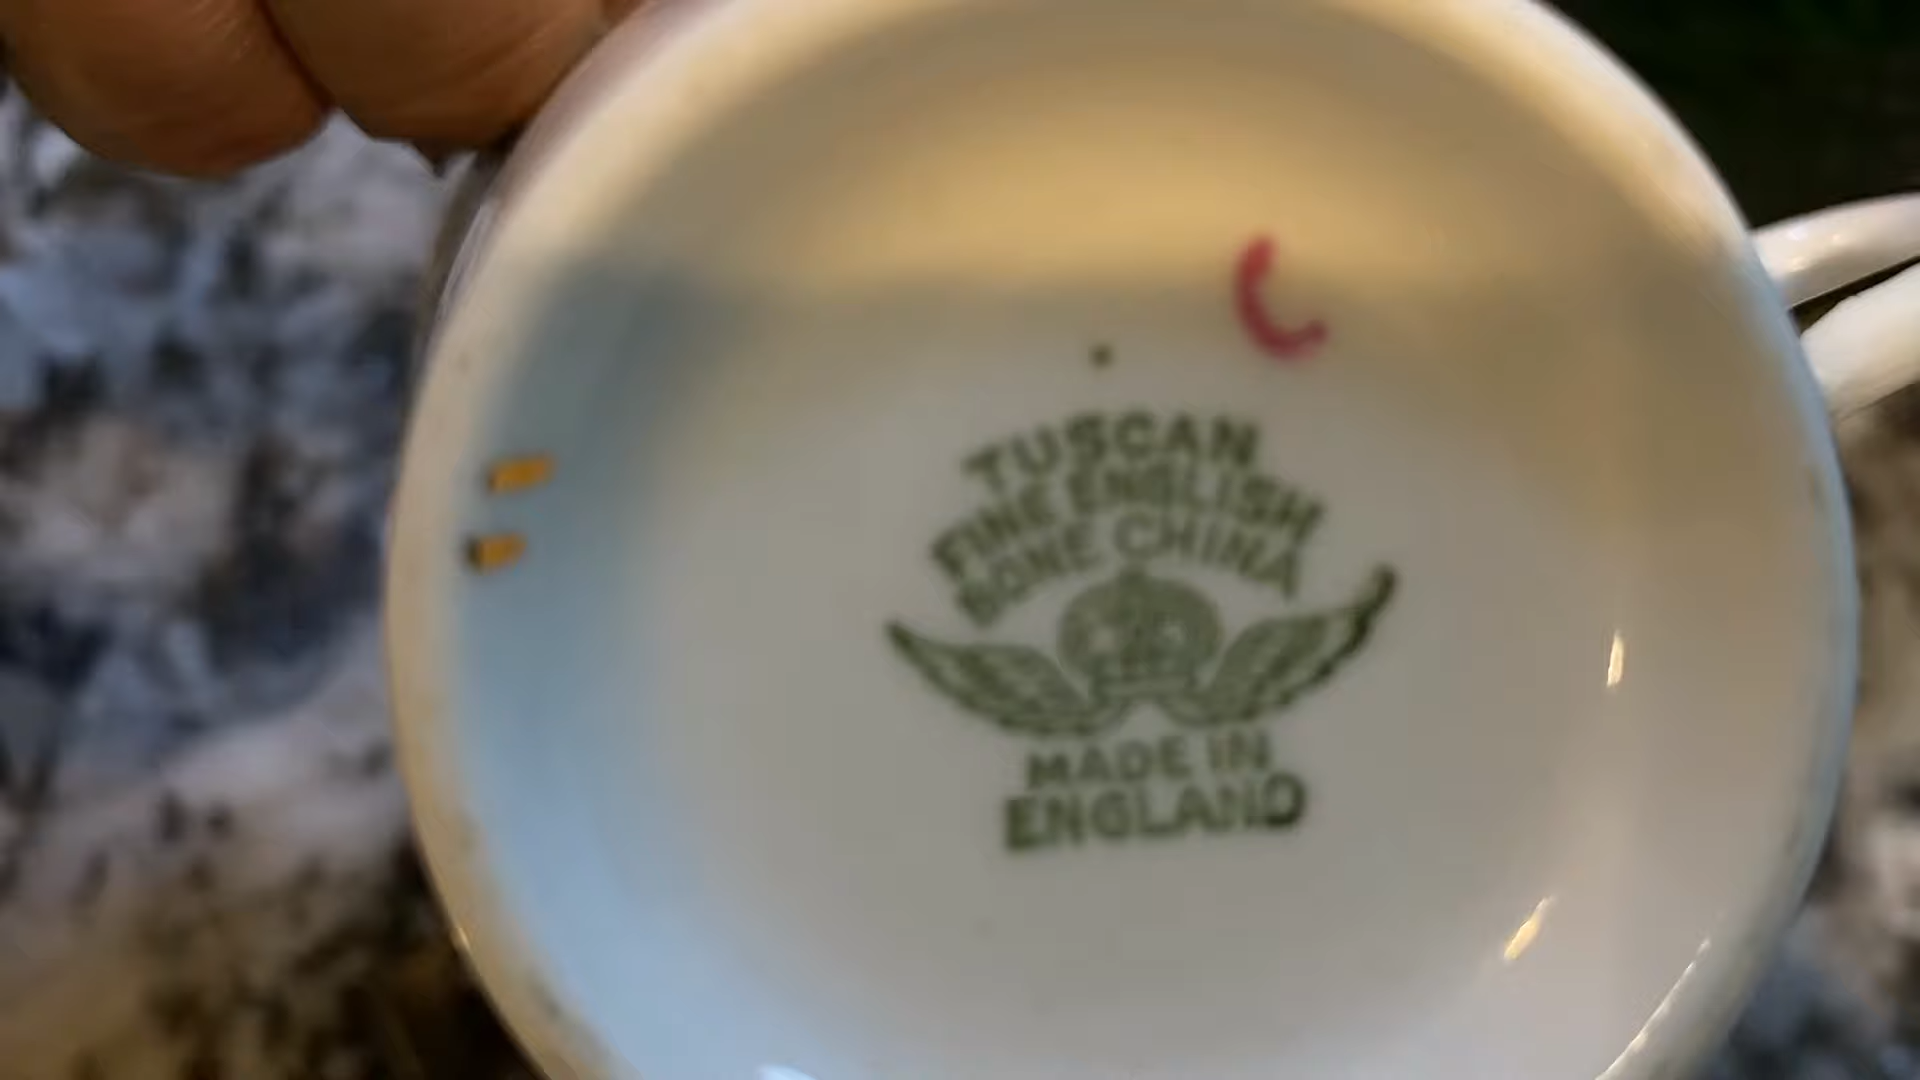 C
TUSCAN
FINE ENGLISH
BONE CHINA
MADE IN
ENGLAND